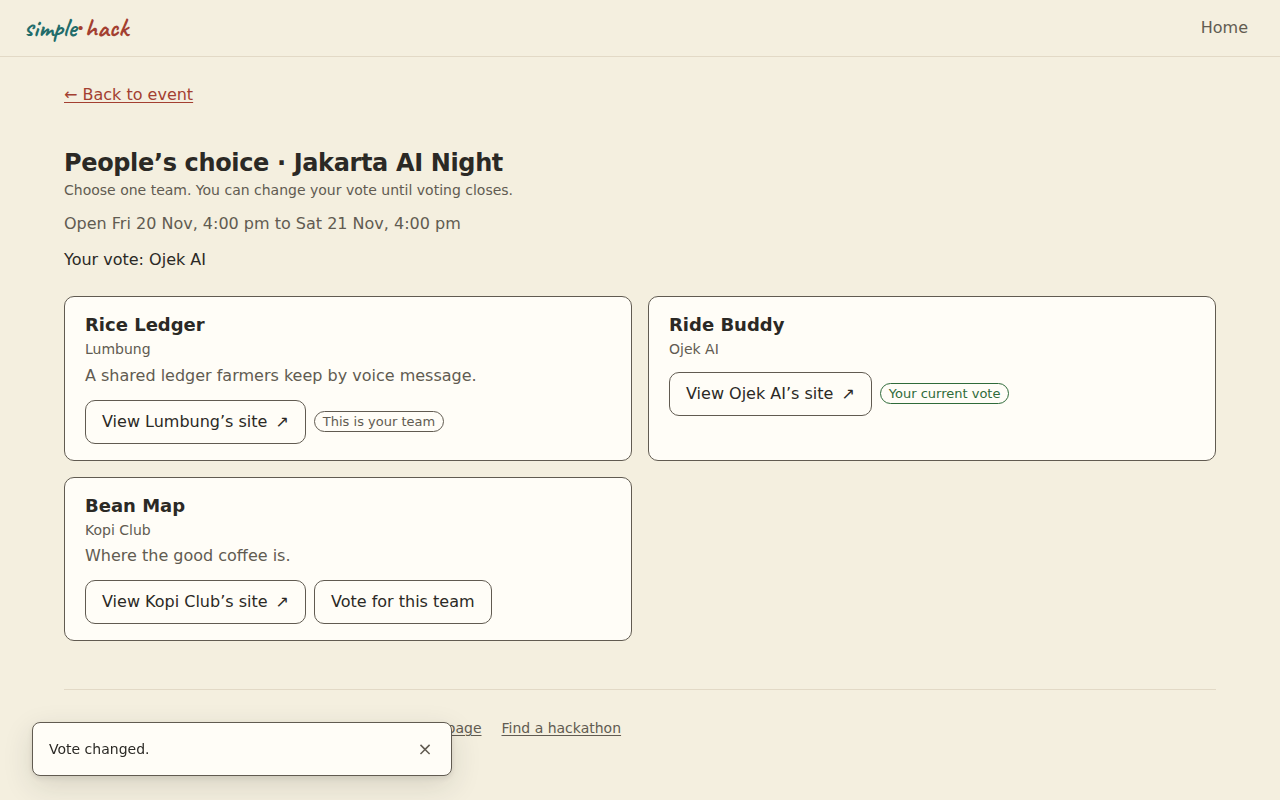 simple·hack
Home
← Back to event
People’s choice · Jakarta AI Night
Choose one team. You can change your vote until voting closes.
Open Fri 20 Nov, 4:00 pm to Sat 21 Nov, 4:00 pm
Your vote: Ojek AI
Rice Ledger
Lumbung
A shared ledger farmers keep by voice message.
View Lumbung’s site ↗
This is your team
Ride Buddy
Ojek AI
View Ojek AI’s site ↗
Your current vote
Bean Map
Kopi Club
Where the good coffee is.
View Kopi Club’s site ↗
Vote for this team
Find a hackathon
Vote changed.
×